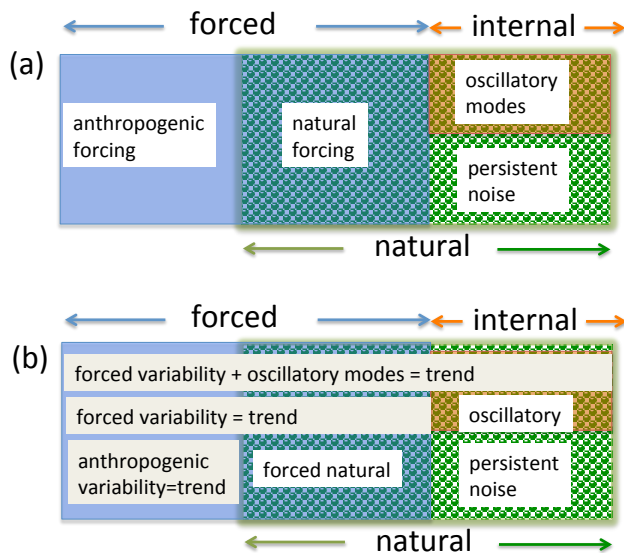 forced
internal
(a)
anthropogenic
forcing
natural
forcing
oscillatory
modes
persistent
noise
natural
forced
internal
(b)
forced variability + oscillatory modes = trend
forced variability = trend
oscillatory
anthropogenic
variability=trend
forced natural
persistent
noise
natural